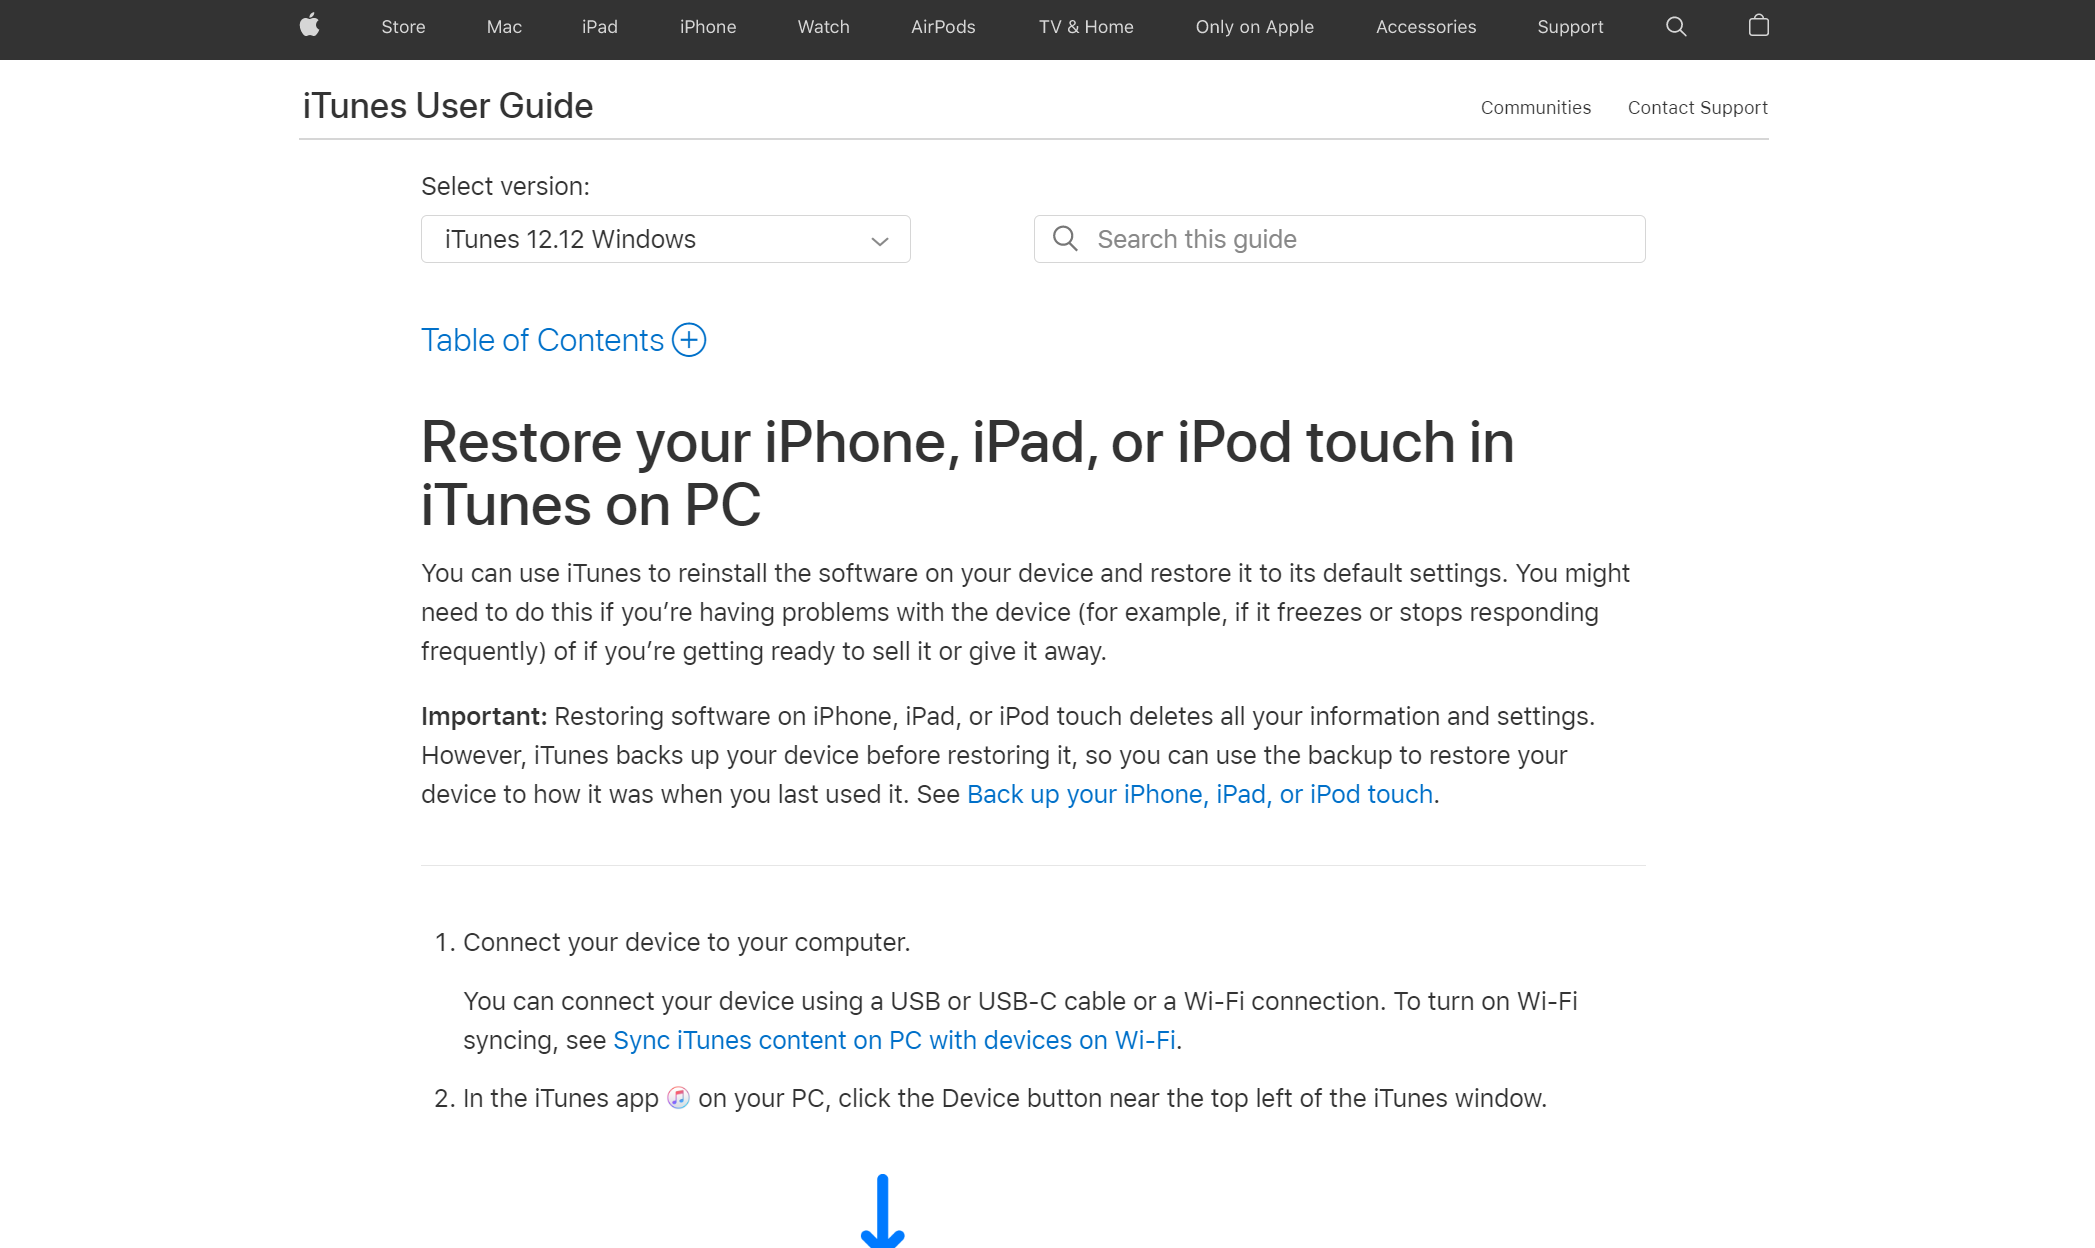 Store Mac iPad iPhone Watch AirPods TV & Home Only on Apple Accessories Support
iTunes User Guide
Communities Contact Support
Select version:
iTunes 12.12 Windows
Search this guide
Table of Contents
Restore your iPhone, iPad, or iPod touch in
iTunes on PC
You can use iTunes to reinstall the software on your device and restore it to its default settings. You might
need to do this if you’re having problems with the device (for example, if it freezes or stops responding
frequently) of if you’re getting ready to sell it or give it away.
Important: Restoring software on iPhone, iPad, or iPod touch deletes all your information and settings.
However, iTunes backs up your device before restoring it, so you can use the backup to restore your
device to how it was when you last used it. See Back up your iPhone, iPad, or iPod touch.
1. Connect your device to your computer.
You can connect your device using a USB or USB-C cable or a Wi-Fi connection. To turn on Wi-Fi
syncing, see Sync iTunes content on PC with devices on Wi-Fi.
2. In the iTunes app on your PC, click the Device button near the top left of the iTunes window.